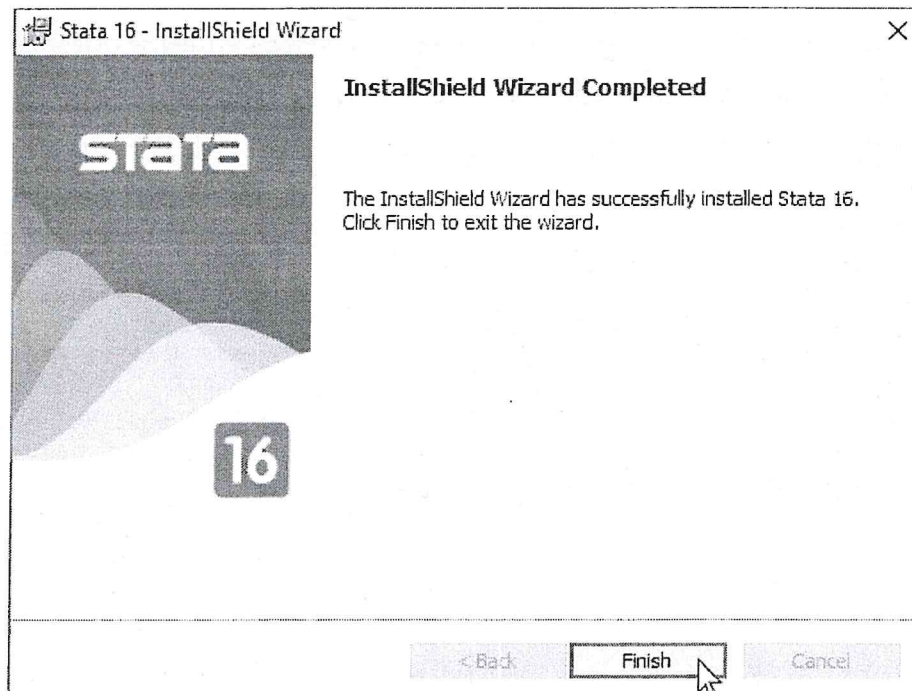 Stata 16 - InstallShield Wizard
InstallShield Wizard Completed
stata
The InstallShield Wizard has successfully installed Stata 16.
Click Finish to exit the wizard.
16
< Back
Finish
Cancel